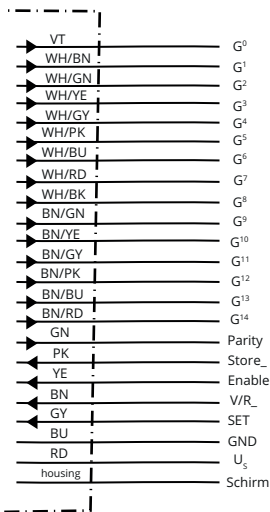 VT G⁰
WH/BN G¹
WH/GN G²
WH/YE G³
WH/GY G⁴
WH/PK G⁵
WH/BU G⁶
WH/RD G⁷
WH/BK G⁸
BN/GN G⁹
BN/YE G¹⁰
BN/GY G¹¹
BN/PK G¹²
BN/BU G¹³
BN/RD G¹⁴
GN Parity
PK Store_
YE Enable
BN V/R_
GY SET
BU GND
RD Uₛ
housing Schirm